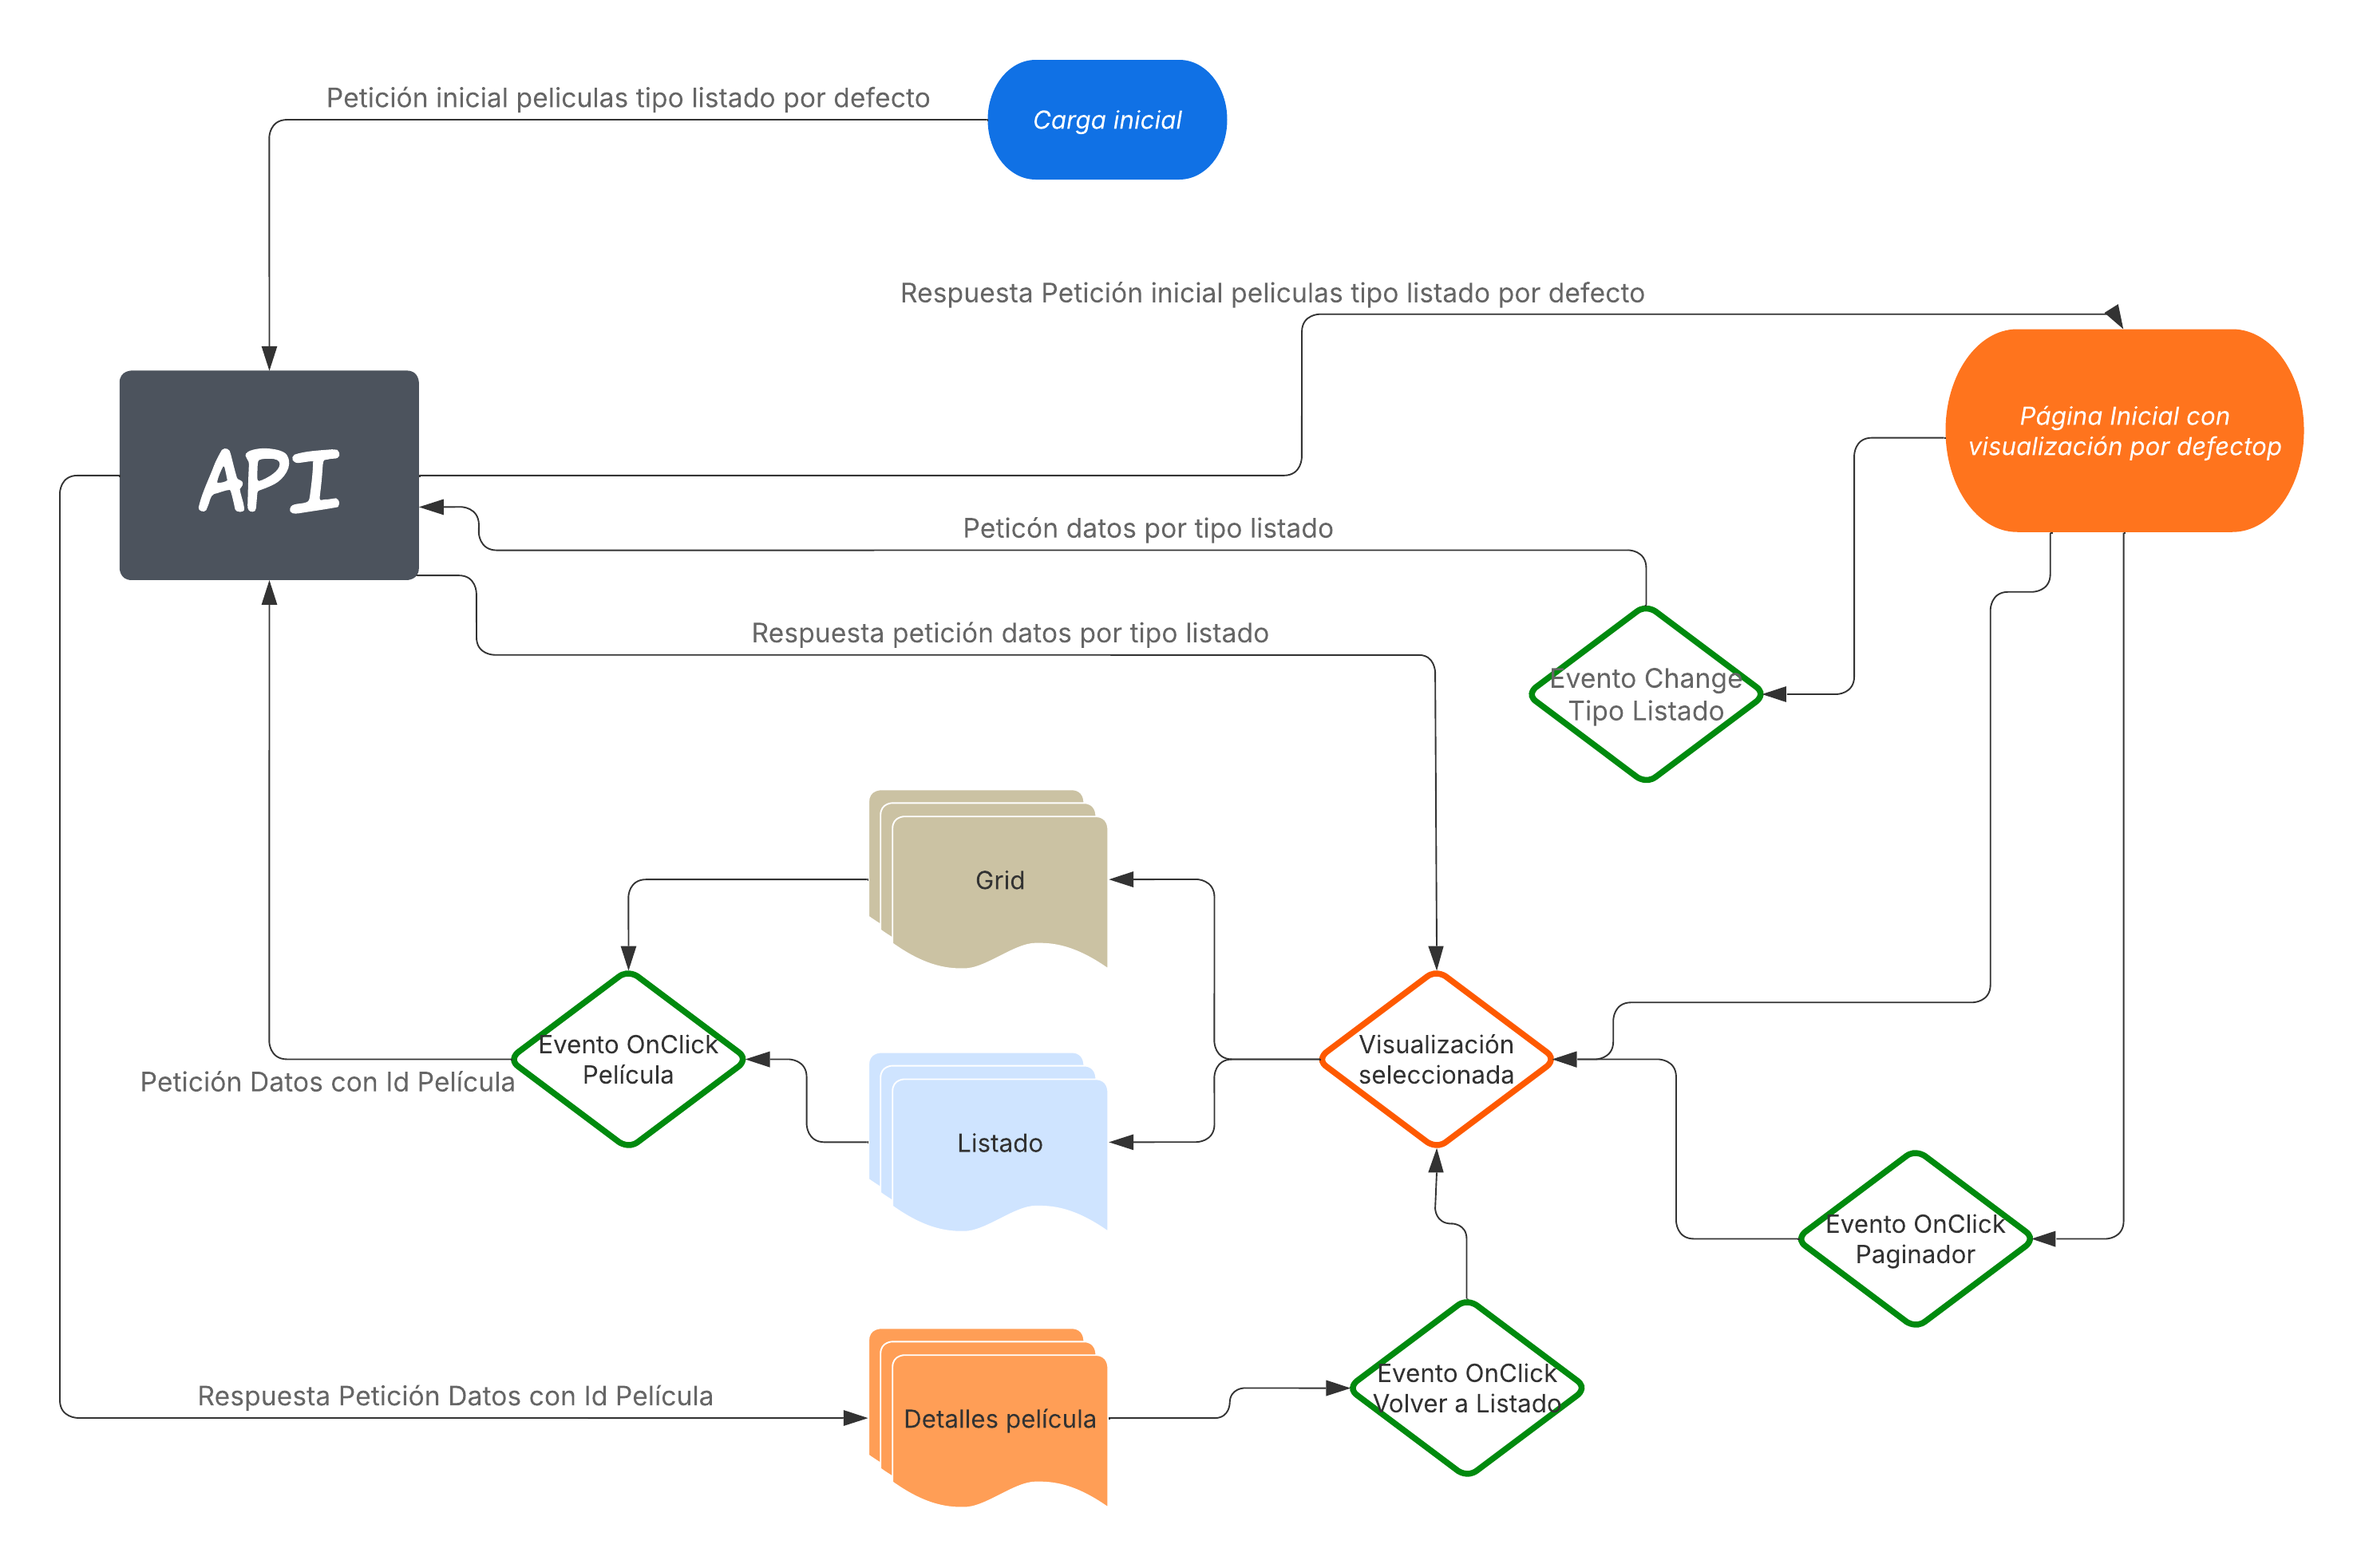 Petición inicial peliculas tipo listado por defecto
Carga inicial
Respuesta Petición inicial peliculas tipo listado por defecto
Página Inicial con
visualización por defectop
API
Peticón datos por tipo listado
Respuesta petición datos por tipo listado
Evento Change
Tipo Listado
Grid
Evento OnClick
Película
Visualización
seleccionada
Petición Datos con Id Película
Listado
Evento OnClick
Paginador
Evento OnClick
Volver a Listado
Respuesta Petición Datos con Id Película
Detalles película